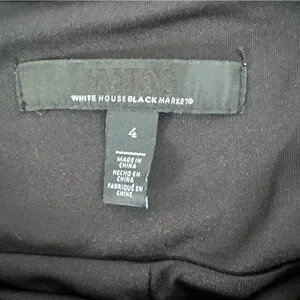 WHITE HOUSE BLACK MARKET®
4
MADE IN
CHINA
HECHO EN
CHINA
FABRIQUÉ EN
CHINE